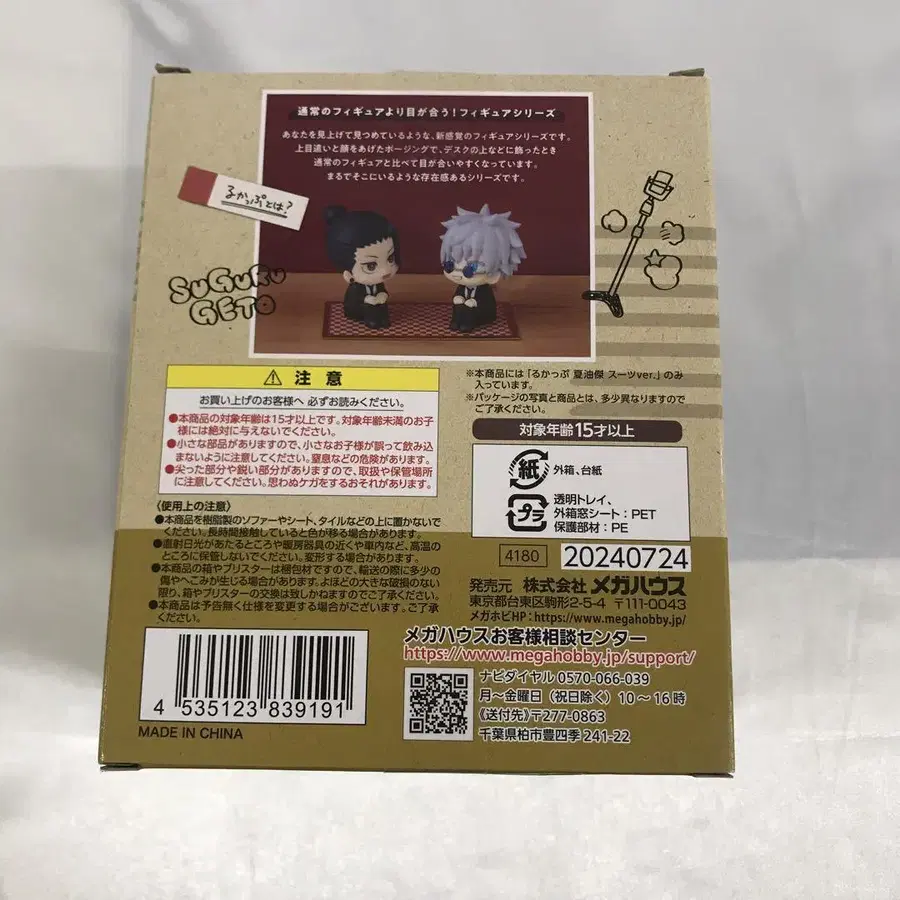 通常のフィギュアより目が合う!フィギュアシリーズ
あなたを見上げて見つめているような、新感覚のフィギュアシリーズです。
上目遣いと顔をあげたポージングで、デスクの上などに飾ったとき
通常のフィギュアと比べて目が合いやすくなっています。
まるでそこにいるような存在感あるシリーズです。
るかっぷとは?
SUGURU
GETO
⚠ 注意
お買い上げのお客様へ 必ずお読みください。
●本商品の対象年齢は15才以上です。対象年齢未満のお子
様には絶対に与えないでください。
●小さな部品がありますので、小さなお子様が誤って飲み込
まないように注意してください。窒息などの危険があります。
●尖った部分や鋭い部分がありますので、取扱や保管場所
に注意してください。思わぬケガをするおそれがあります。
〈使用上の注意〉
●本商品を樹脂製のソファーやシート、タイルなどの上に置かないで
ください。長時間接触していると色が移る場合があります。
●直射日光があたるところや暖房器具の近くや車内など、高温の
ところに保管しないでください。変形する場合があります。
●本商品の箱やブリスターは梱包材ですので、輸送の際に多少の
傷やへこみが生じる場合があります。よほどの大きな破損のない
限り、箱やブリスターの交換は致しかねますのでご了承ください。
●本商品は予告無く仕様を変更する場合がございます。ご了承
ください。
※本商品には「るかっぷ 夏油傑 スーツver.」のみ
入っています。
※パッケージの写真と商品とは、多少異なりますので
ご了承ください。
対象年齢15才以上
紙 外箱、台紙
プラ 透明トレイ、
外箱窓シート:PET
保護部材:PE
4180 20240724
発売元 株式会社 メガハウス
東京都台東区駒形2-5-4 〒111-0043
メガホビHP:https://www.megahobby.jp/
メガハウスお客様相談センター
https://www.megahobby.jp/support/
ナビダイヤル 0570-066-039
月〜金曜日(祝日除く)10〜16時
《送付先》〒277-0863
千葉県柏市豊四季 241-22
4 535123 839191
MADE IN CHINA